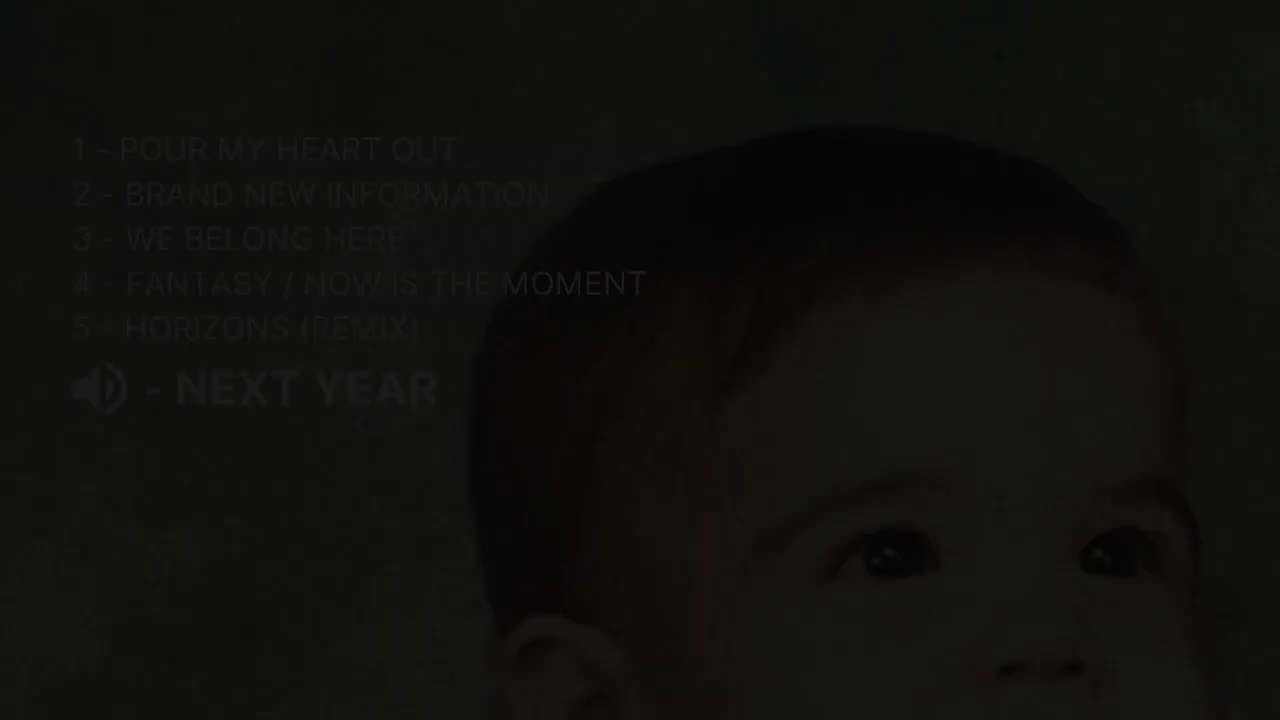 1 - POUR MY HEART OUT
2 - BRAND NEW INFORMATION
3 - WE BELONG HERE
4 - FANTASY / NOW IS THE MOMENT
5 - HORIZONS (REMIX)
- NEXT YEAR